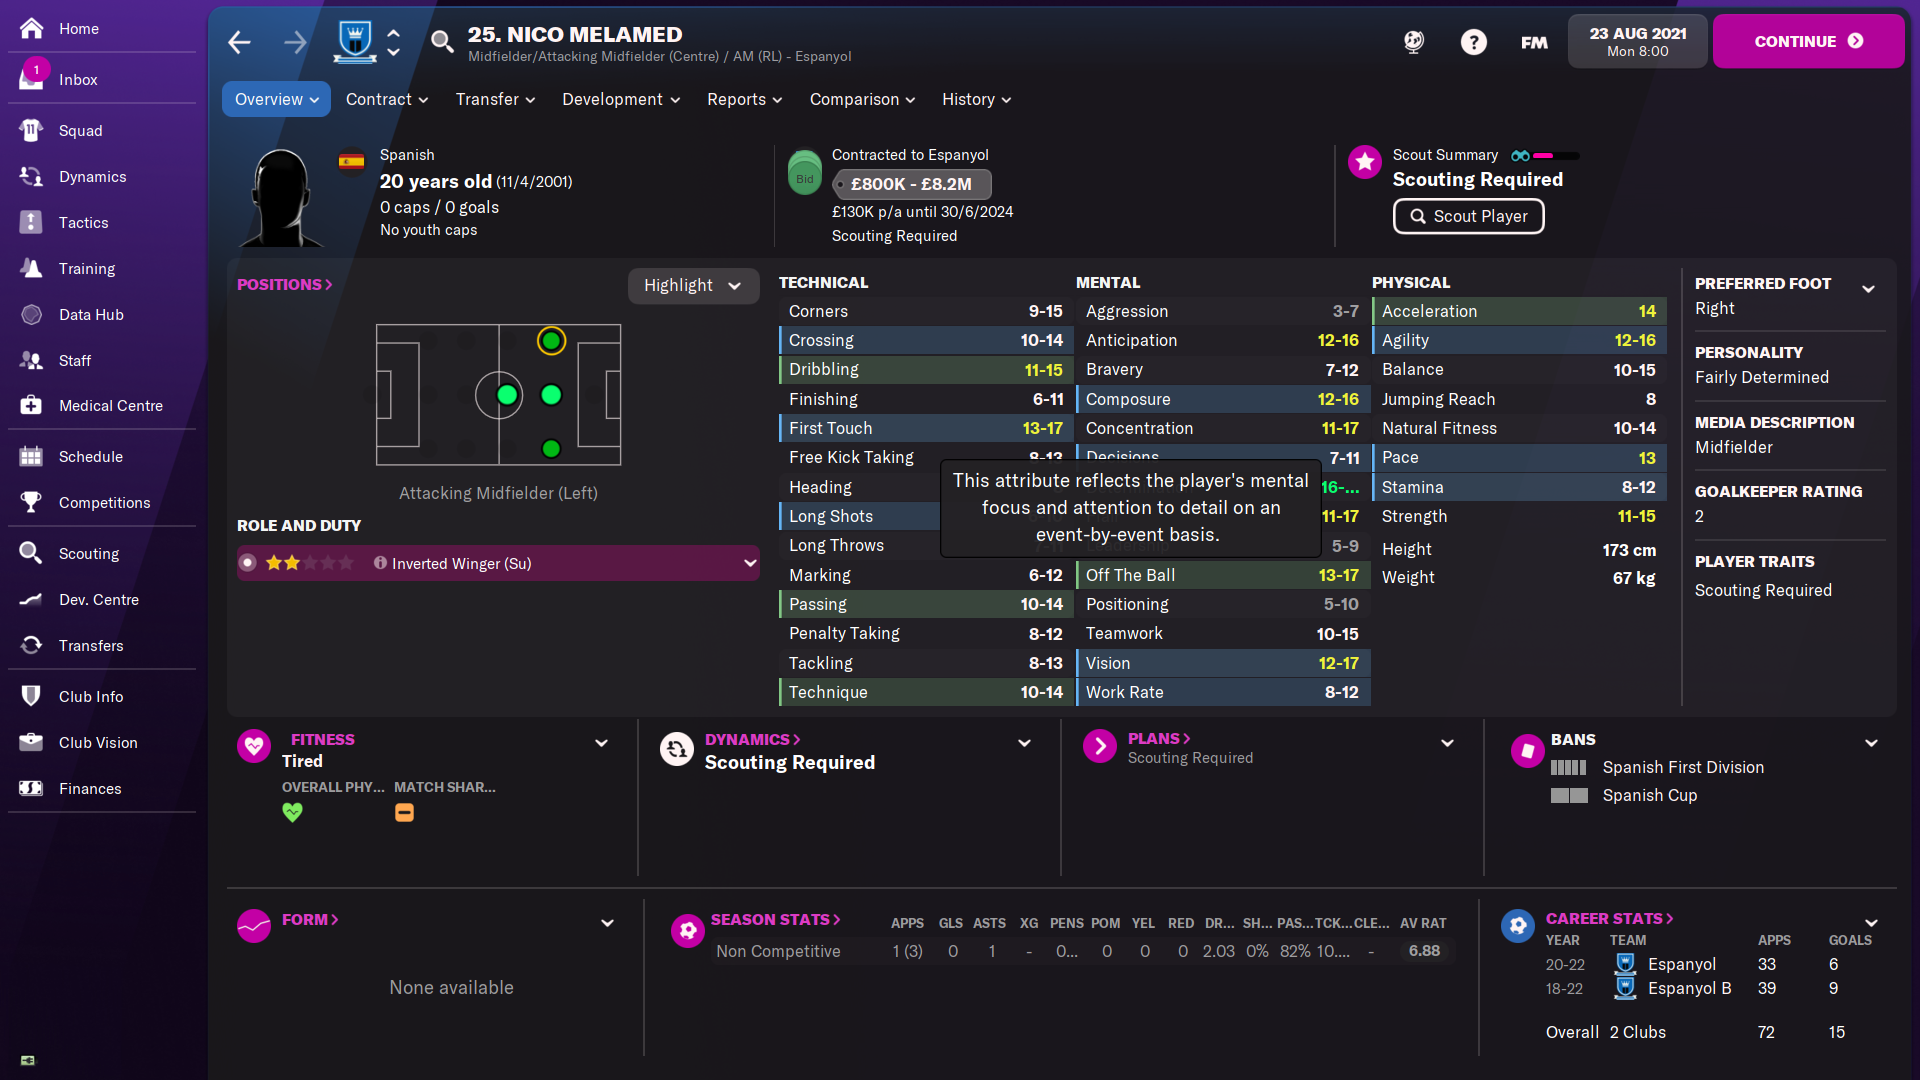 Home
1
Inbox
Squad
Dynamics
Tactics
Training
Data Hub
Staff
Medical Centre
Schedule
Competitions
Scouting
Dev. Centre
Transfers
Club Info
Club Vision
Finances
25. NICO MELAMED
Midfielder/Attacking Midfielder (Centre) / AM (RL) - Espanyol
?
FM
23 AUG 2021
Mon 8:00
CONTINUE
Overview
Contract
Transfer
Development
Reports
Comparison
History
Spanish
20 years old (11/4/2001)
0 caps / 0 goals
No youth caps
Bid
Contracted to Espanyol
£800K - £8.2M
£130K p/a until 30/6/2024
Scouting Required
Scout Summary
Scouting Required
Scout Player
POSITIONS
Highlight
Attacking Midfielder (Left)
ROLE AND DUTY
Inverted Winger (Su)
TECHNICAL
Corners 9-15
Crossing 10-14
Dribbling 11-15
Finishing 6-11
First Touch 13-17
Free Kick Taking 8-13
Heading
Long Shots
Long Throws 7-11
Marking 6-12
Passing 10-14
Penalty Taking 8-12
Tackling 8-13
Technique 10-14
MENTAL
Aggression 3-7
Anticipation 12-16
Bravery 7-12
Composure 12-16
Concentration 11-17
Decisions 7-11
16-...
11-17
Leadership 5-9
Off The Ball 13-17
Positioning 5-10
Teamwork 10-15
Vision 12-17
Work Rate 8-12
This attribute reflects the player's mental
focus and attention to detail on an
event-by-event basis.
PHYSICAL
Acceleration 14
Agility 12-16
Balance 10-15
Jumping Reach 8
Natural Fitness 10-14
Pace 13
Stamina 8-12
Strength 11-15
Height 173 cm
Weight 67 kg
PREFERRED FOOT
Right
PERSONALITY
Fairly Determined
MEDIA DESCRIPTION
Midfielder
GOALKEEPER RATING
2
PLAYER TRAITS
Scouting Required
FITNESS
Tired
OVERALL PHY... MATCH SHAR...
DYNAMICS
Scouting Required
PLANS
Scouting Required
BANS
Spanish First Division
Spanish Cup
FORM
None available
SEASON STATS APPS GLS ASTS XG PENS POM YEL RED DR... SH... PAS... TCK... CLE... AV RAT
Non Competitive 1 (3) 0 1 - 0... 0 0 0 2.03 0% 82% 10.... - 6.88
CAREER STATS
YEAR TEAM APPS GOALS
20-22 Espanyol 33 6
18-22 Espanyol B 39 9
Overall 2 Clubs 72 15